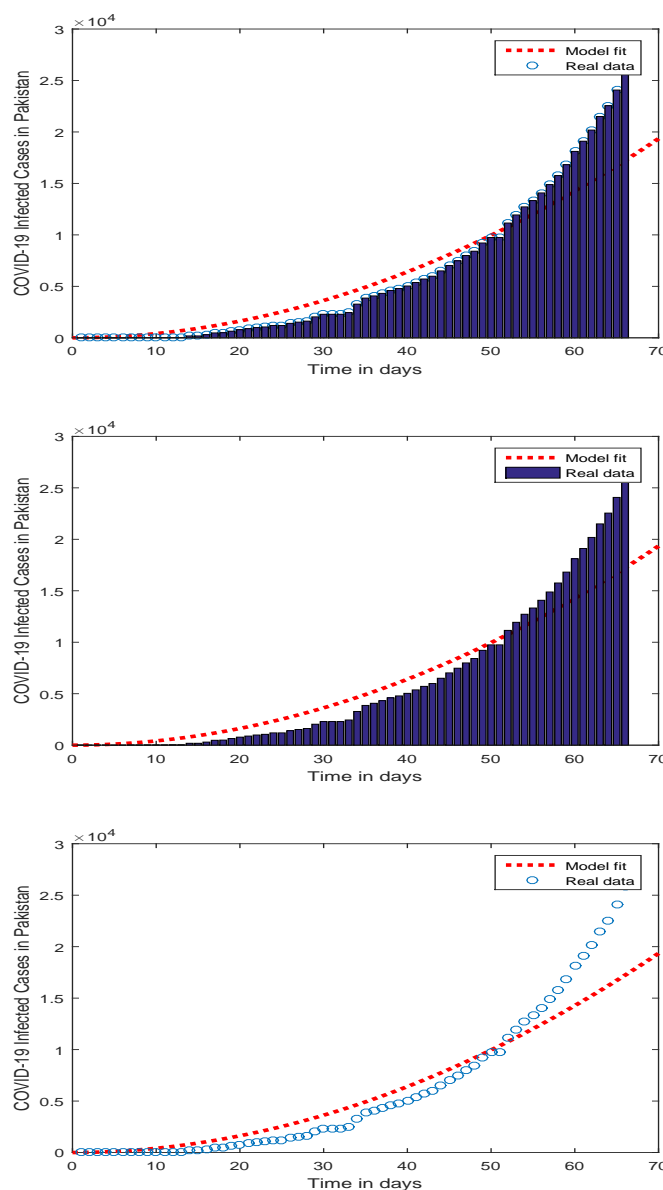 ×10^4
3
2.5
2
1.5
1
0.5
0
COVID-19 Infected Cases in Pakistan
Model fit
Real data
0 10 20 30 40 50 60 70
Time in days
×10^4
3
2.5
2
1.5
1
0.5
0
COVID-19 Infected Cases in Pakistan
Model fit
Real data
0 10 20 30 40 50 60 70
Time in days
×10^4
3
2.5
2
1.5
1
0.5
0
COVID-19 Infected Cases in Pakistan
Model fit
Real data
0 10 20 30 40 50 60 70
Time in days